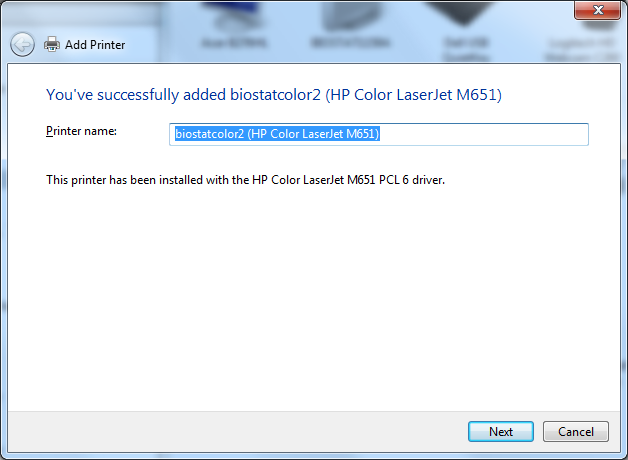 Add Printer
You've successfully added biostatcolor2 (HP Color LaserJet M651)
Printer name:
biostatcolor2 (HP Color LaserJet M651)
This printer has been installed with the HP Color LaserJet M651 PCL 6 driver.
Next
Cancel